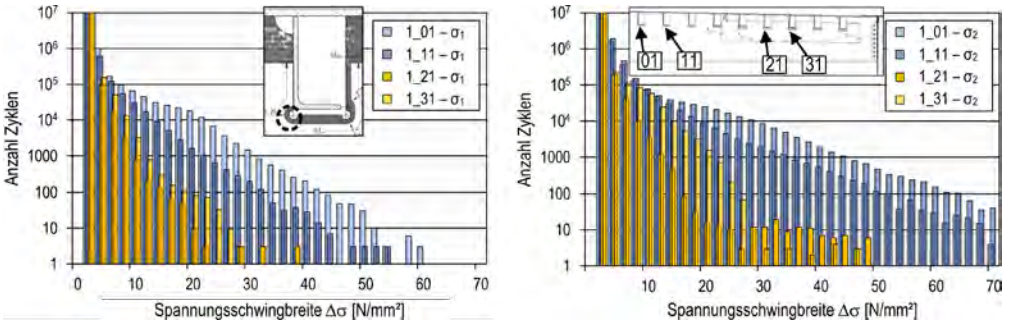 Anzahl Zyklen
10⁷
10⁶
10⁵
10⁴
1000
100
10
1
0 10 20 30 40 50 60 70
Spannungsschwingbreite Δσ [N/mm²]
1_01 – σ₁
1_11 – σ₁
1_21 – σ₁
1_31 – σ₁
Anzahl Zyklen
10⁷
10⁶
10⁵
10⁴
1000
100
10
1
10 20 30 40 50 60 70
Spannungsschwingbreite Δσ [N/mm²]
01 11 21 31
1_01 – σ₂
1_11 – σ₂
1_21 – σ₂
1_31 – σ₂